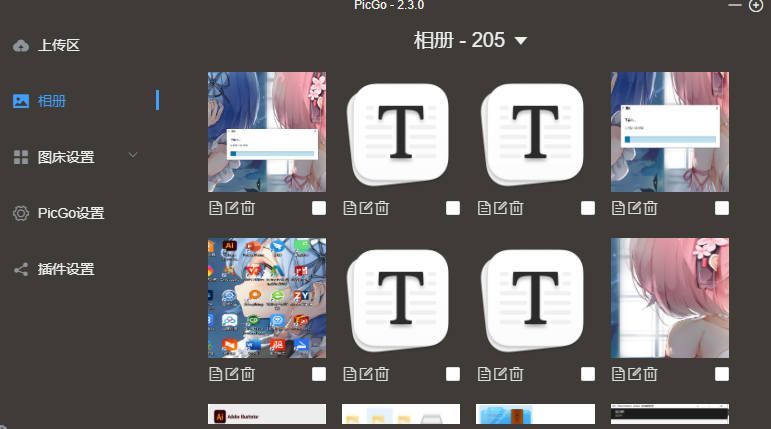 PicGo - 2.3.0
相册 - 205
上传区
相册
图床设置
PicGo设置
插件设置
T
T
T
T
Ai Adobe Illustrator